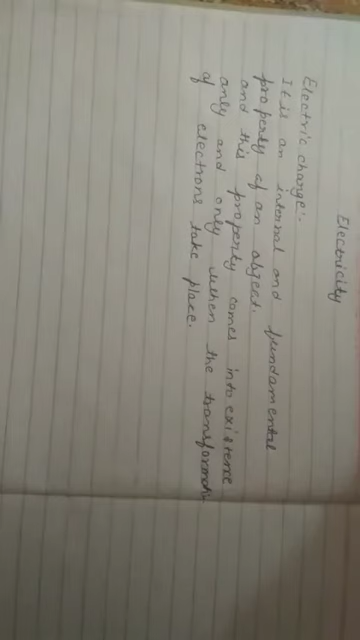 Electricity
Electric charge:.
It is an internal and fundamental
property of an object.
and this property comes into existence
only and only when the transformati
of electrons take place.